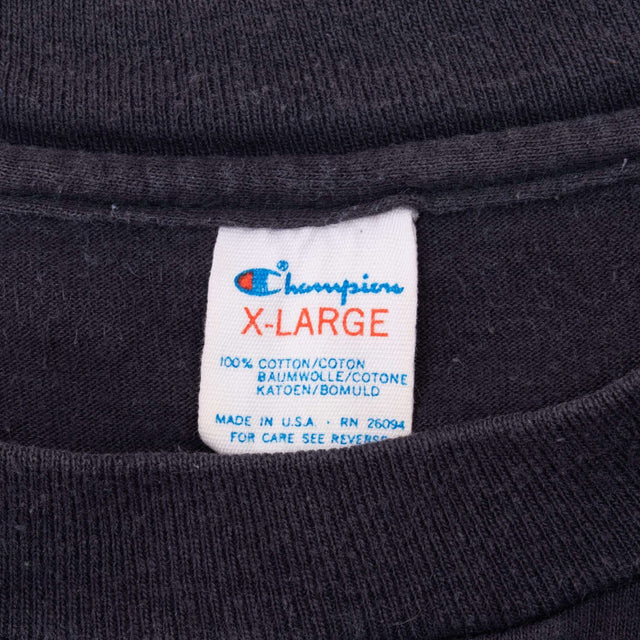 Champion®
X-LARGE
100% COTTON/COTON
BAUMWOLLE/COTONE
KATOEN/BOMULD
MADE IN U.S.A. · RN 26094
FOR CARE SEE REVERSE